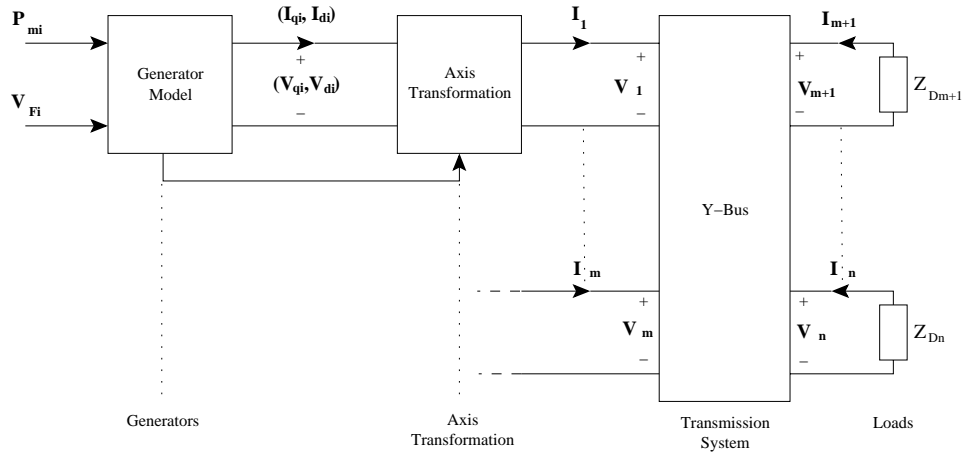 P mi
(I qi, I di)
I 1
I m+1
Generator
Model
+
(V qi, V di)
−
Axis
Transformation
+
V 1
−
+
V m+1
−
Z Dm+1
V Fi
Y−Bus
I m
I n
+
V m
−
+
V n
−
Z Dn
Generators
Axis
Transformation
Transmission
System
Loads